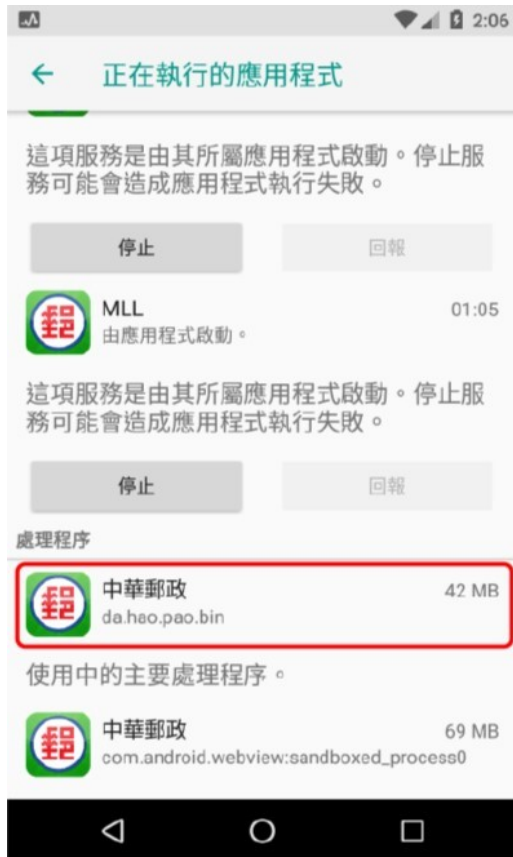 2:06
正在執行的應用程式
這項服務是由其所屬應用程式啟動。停止服
務可能會造成應用程式執行失敗。
停止 回報
郵 MLL 01:05
由應用程式啟動。
這項服務是由其所屬應用程式啟動。停止服
務可能會造成應用程式執行失敗。
停止 回報
處理程序
郵 中華郵政 42 MB
da.hao.pao.bin
使用中的主要處理程序。
郵 中華郵政 69 MB
com.android.webview:sandboxed_process0